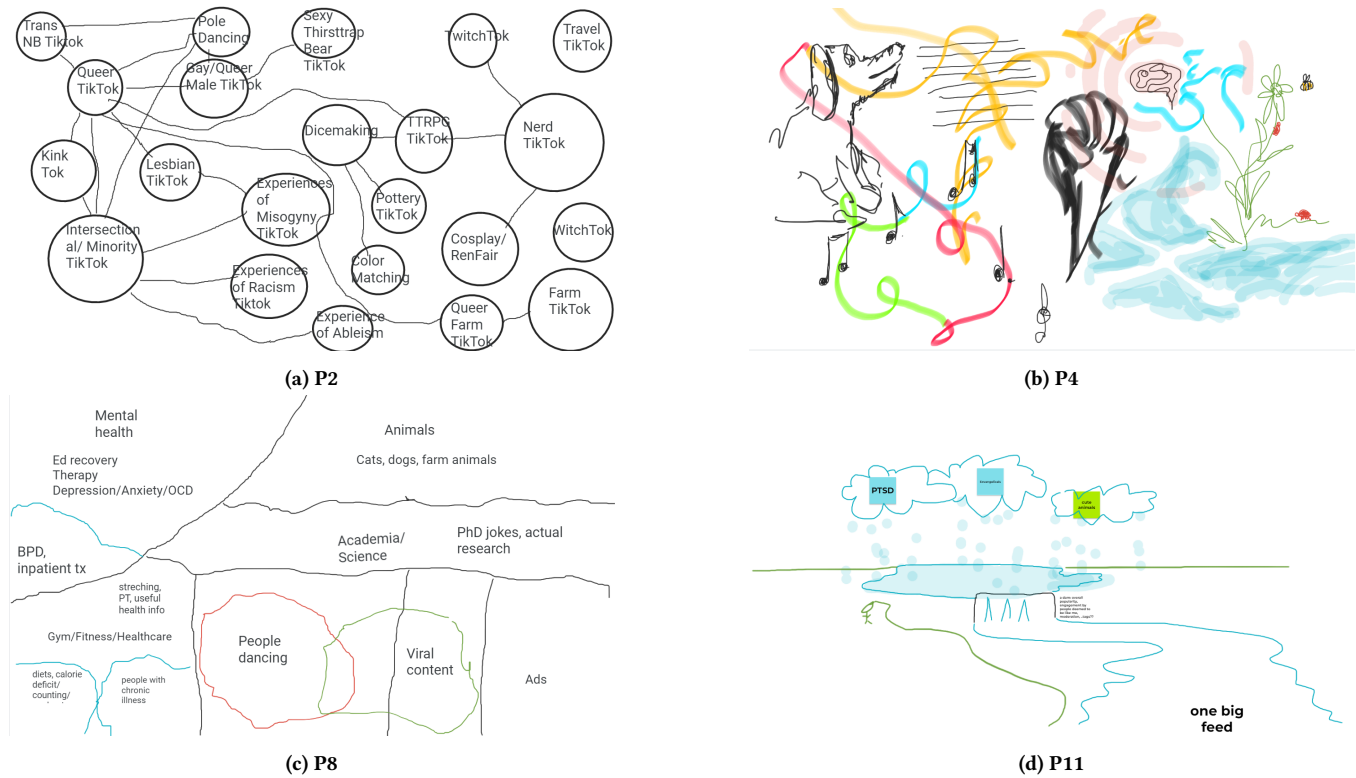 Trans
NB Tiktok
Pole
Dancing
Sexy
Thirsttrap
Bear
TikTok
TwitchTok
Travel
TikTok
Queer
TikTok
Gay/Queer
Male TikTok
Dicemaking
TTRPG
TikTok
Nerd
TikTok
Kink
Tok
Lesbian
TikTok
Experiences
of
Misogyny
TikTok
Pottery
TikTok
Intersection
al/ Minority
TikTok
Cosplay/
RenFair
WitchTok
Color
Matching
Experiences
of Racism
Tiktok
Experience
of Ableism
Queer
Farm
TikTok
Farm
TikTok
(a) P2
(b) P4
Mental
health
Ed recovery
Therapy
Depression/Anxiety/OCD
Animals
Cats, dogs, farm animals
BPD,
inpatient tx
Academia/
Science
PhD jokes, actual
research
streching,
PT, useful
health info
Gym/Fitness/Healthcare
diets, calorie
deficit/
counting/
people with
chronic
illness
People
dancing
Viral
content
Ads
(c) P8
PTSD
cute
animals
one big
feed
(d) P11